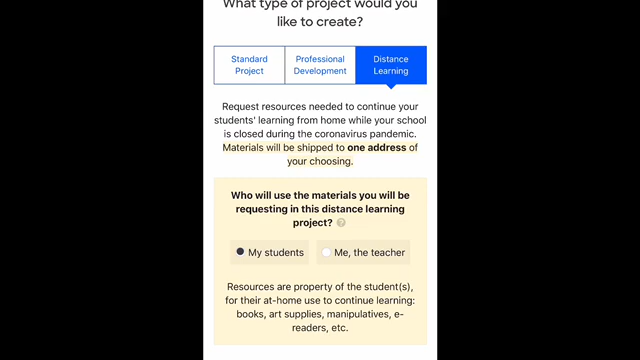 What type of project would you
like to create?
Standard
Project
Professional
Development
Distance
Learning
Request resources needed to continue your
students' learning from home while your school
is closed during the coronavirus pandemic.
Materials will be shipped to one address of
your choosing.
Who will use the materials you will be
requesting in this distance learning
project? ?
My students
Me, the teacher
Resources are property of the student(s),
for their at-home use to continue learning:
books, art supplies, manipulatives, e-
readers, etc.